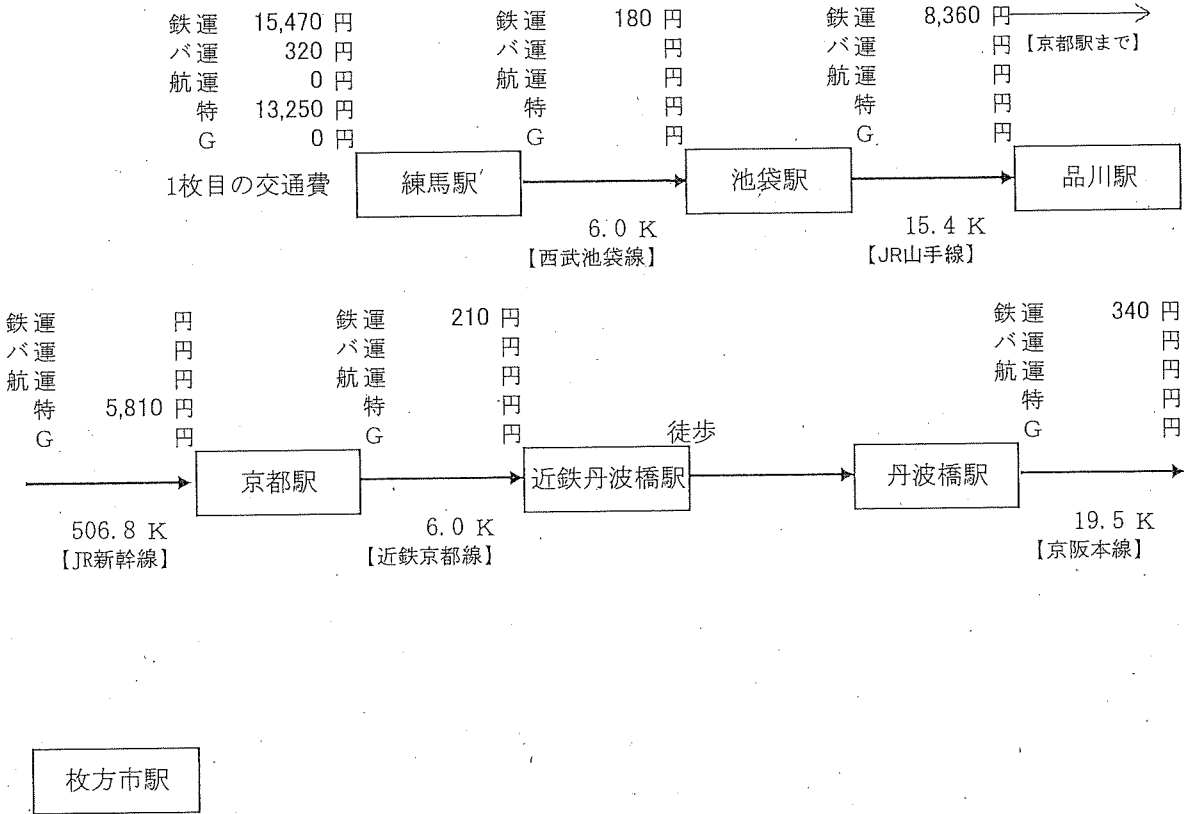 鉄運 15,470 円 鉄運 180 円 鉄運 8,360 円
バ運 320 円 バ運 円 バ運 円 【京都駅まで】
航運 0 円 航運 円 航運 円
特 13,250 円 特 円 特 円
G 0 円 G 円 G 円
1枚目の交通費 練馬駅 池袋駅 品川駅
6.0 K 15.4 K
【西武池袋線】 【JR山手線】
鉄運 円 鉄運 210 円 鉄運 340 円
バ運 円 バ運 円 バ運 円
航運 円 航運 円 航運 円
特 5,810 円 特 円 特 円
G 円 G 円 徒歩 G 円
京都駅 近鉄丹波橋駅 丹波橋駅
506.8 K 6.0 K 19.5 K
【JR新幹線】 【近鉄京都線】 【京阪本線】
枚方市駅